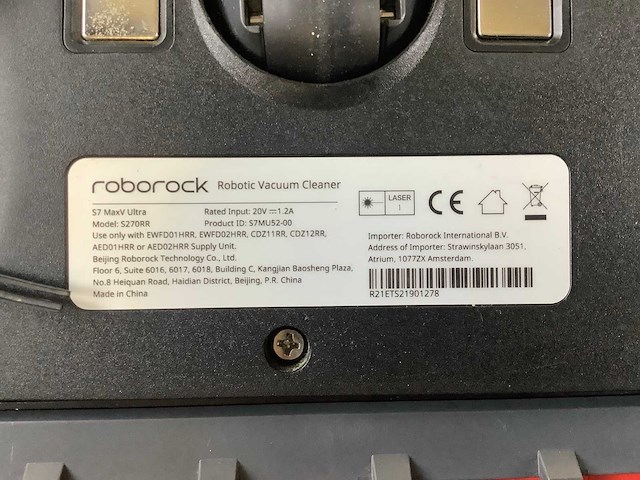 roborock Robotic Vacuum Cleaner
S7 MaxV Ultra Rated Input: 20V⎓1.2A
Model: S270RR Product ID: S7MU52-00
Use only with EWFD01HRR, EWFD02HRR, CDZ11RR, CDZ12RR,
AED01HRR or AED02HRR Supply Unit.
Beijing Roborock Technology Co., Ltd.
Floor 6, Suite 6016, 6017, 6018, Building C, Kangjian Baosheng Plaza,
No.8 Heiquan Road, Haidian District, Beijing, P.R. China
Made in China
LASER
1
CE
Importer: Roborock International B.V.
Address of Importer: Strawinskylaan 3051,
Atrium, 1077ZX Amsterdam.
R21ETS21901278